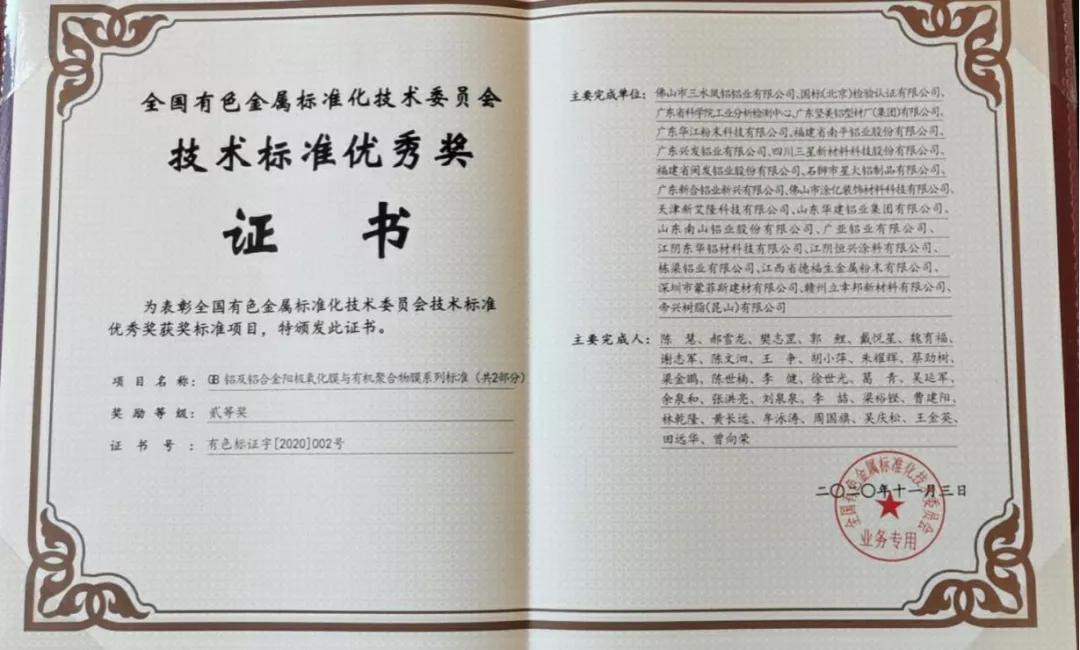 全国有色金属标准化技术委员会
技术标准优秀奖
证 书
为表彰全国有色金属标准化技术委员会技术标准
优秀奖获奖标准项目，特颁发此证书。
项目名称：GB 铝及铝合金阳极氧化膜与有机聚合物膜系列标准（共2部分）
奖励等级：贰等奖
证书号：有色标证字[2020]002号
主要完成单位：佛山市三水凤铝铝业有限公司、国标(北京)检验认证有限公司、
广东省科学院工业分析检测中心、广东坚美铝型材厂(集团)有限公司、
广东华江粉末科技有限公司、福建省南平铝业股份有限公司、
广东兴发铝业有限公司、四川三星新材料科技股份有限公司、
福建省闽发铝业股份有限公司、石狮市星火铝制品有限公司、
广东新合铝业新兴有限公司、佛山市涂亿装饰材料科技有限公司、
天津新艾隆科技有限公司、山东华建铝业集团有限公司、
山东南山铝业股份有限公司、广亚铝业有限公司、
江阴东华铝材科技有限公司、江阴恒兴涂料有限公司、
栋梁铝业有限公司、江西省德福生金属粉末有限公司、
深圳市蒙菲斯建材有限公司、赣州立幸邦新材料有限公司、
帝兴树脂(昆山)有限公司
主要完成人：陈 慧、郝雪龙、樊志罡、郭 鲤、戴悦星、魏有福、
谢志军、陈文泗、王 争、胡小萍、朱耀辉、蔡劲树、
梁金鹏、陈世楠、李 健、徐世光、葛 青、吴延军、
余泉和、张洪亮、刘泉泉、李 喆、梁裕铿、曹建阳、
林乾隆、黄长远、牟泳涛、周国旗、吴庆松、王金英、
田远华、曾向荣
二〇二〇年十一月三日
全国有色金属标准化技术委员会
业务专用